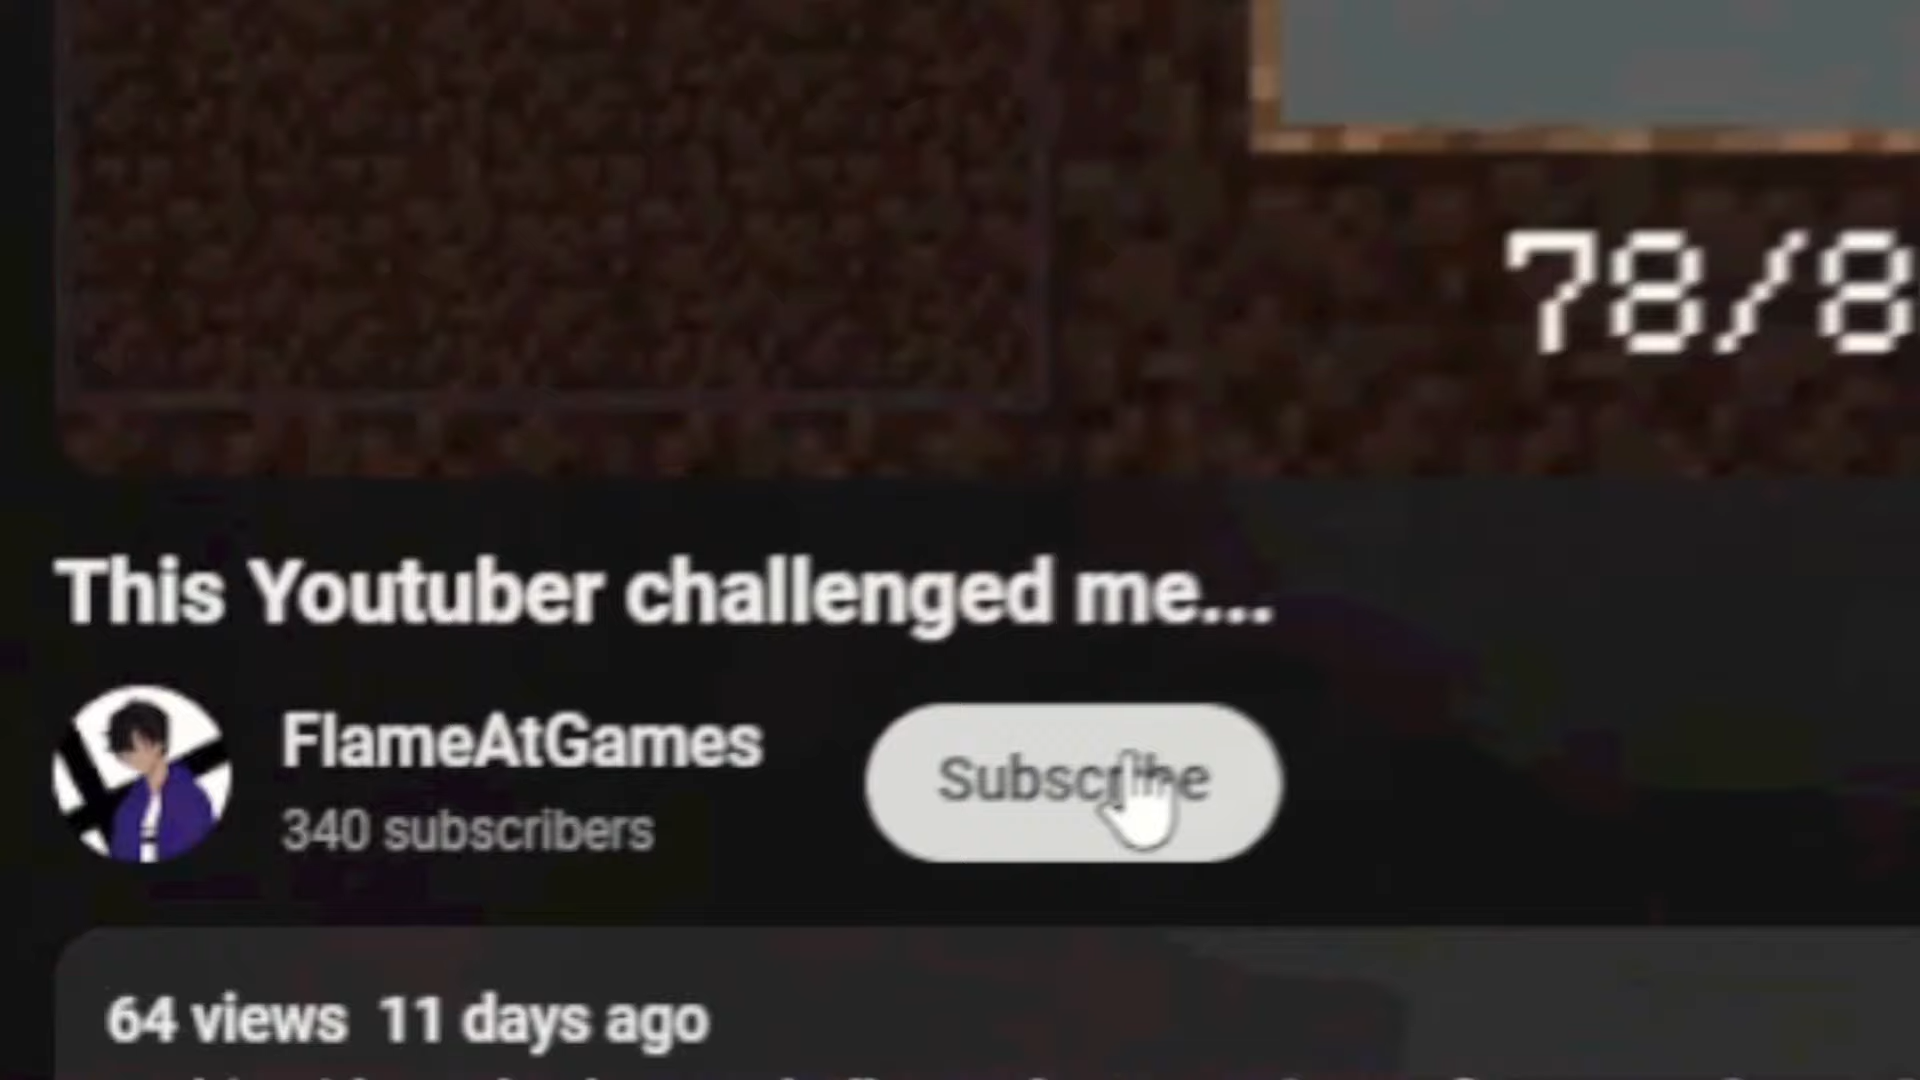 78/8
This Youtuber challenged me...
FlameAtGames
Subscribe
340 subscribers
64 views 11 days ago